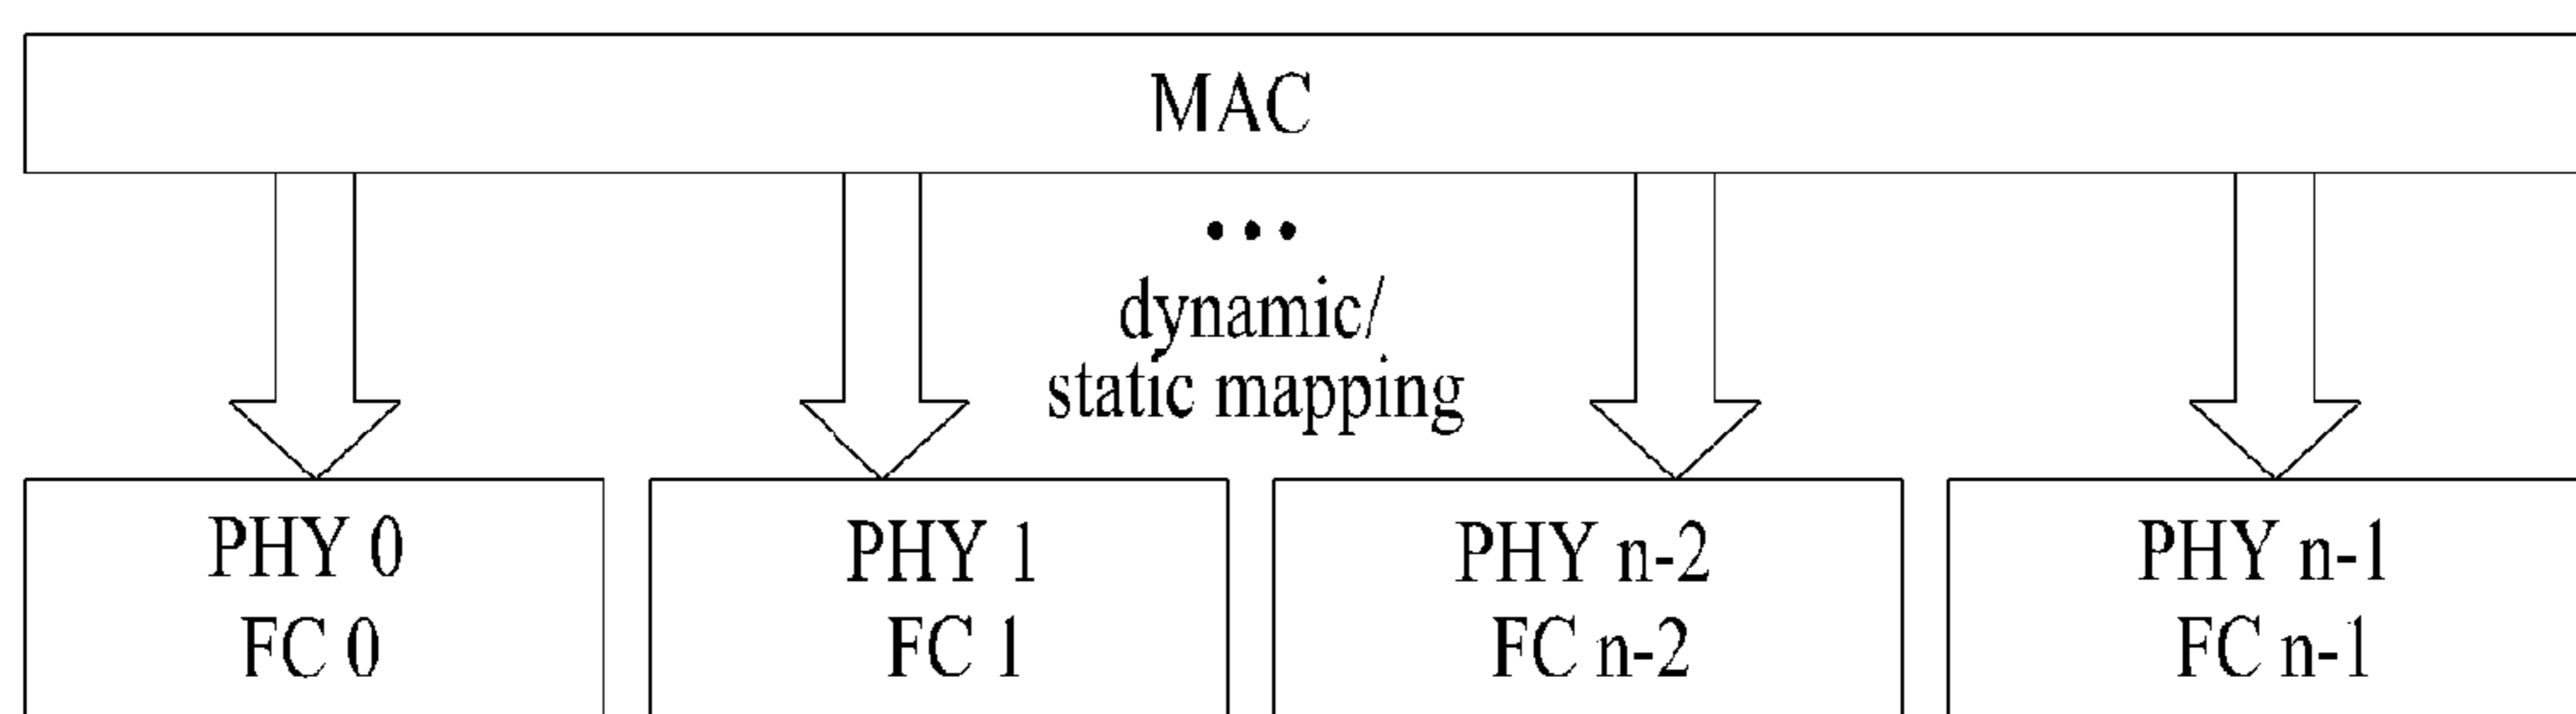 MAC
•••
dynamic/
static mapping
PHY 0
FC 0
PHY 1
FC 1
PHY n-2
FC n-2
PHY n-1
FC n-1